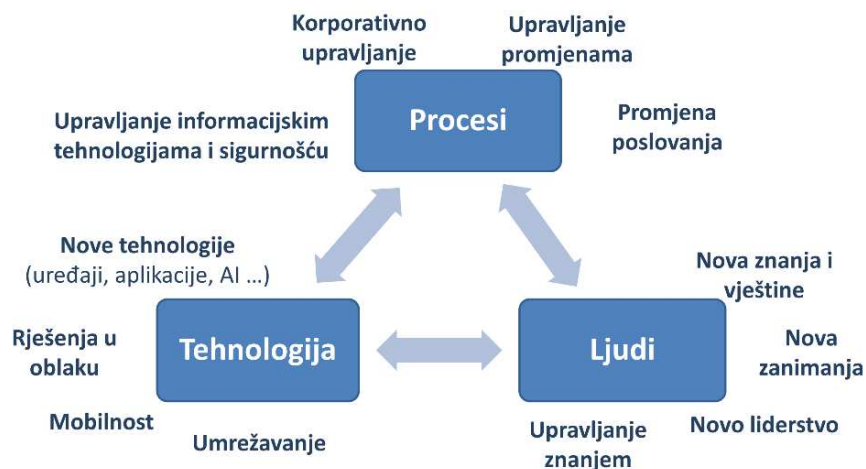 Korporativno
upravljanje
Upravljanje
promjenama
Procesi
Upravljanje informacijskim
tehnologijama i sigurnošću
Promjena
poslovanja
Nove tehnologije
(uređaji, aplikacije, AI ...)
Nova znanja i
vještine
Rješenja u
oblaku
Tehnologija
Ljudi
Nova
zanimanja
Mobilnost
Umrežavanje
Upravljanje
znanjem
Novo liderstvo